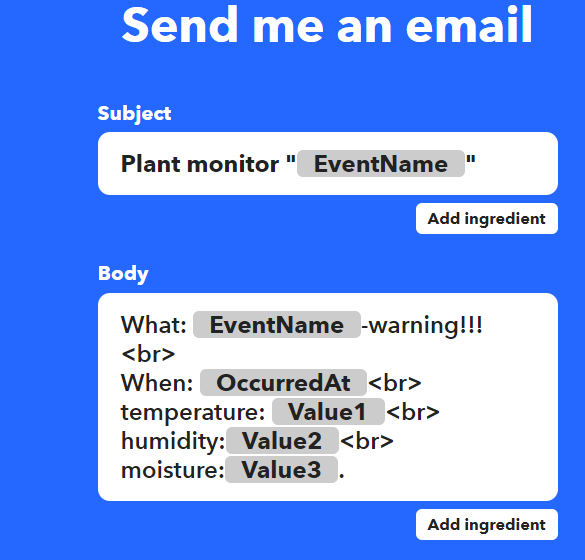 Send me an email
Subject
Plant monitor " EventName "
Add ingredient
Body
What: EventName -warning!!!
<br>
When: OccurredAt <br>
temperature: Value1 <br>
humidity: Value2 <br>
moisture: Value3 .
Add ingredient